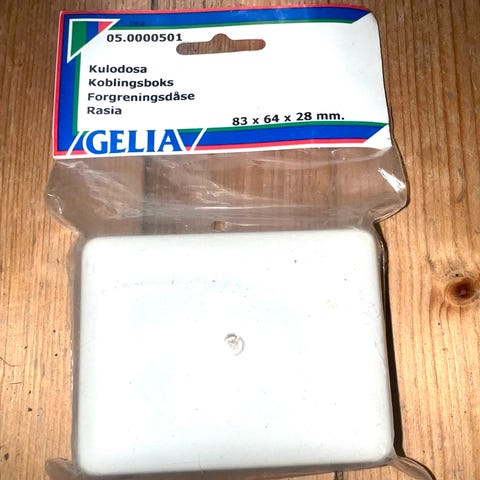 05.0000501
Kulodosa
Koblingsboks
Forgreningsdåse
Rasia
83 x 64 x 28 mm.
GELIA